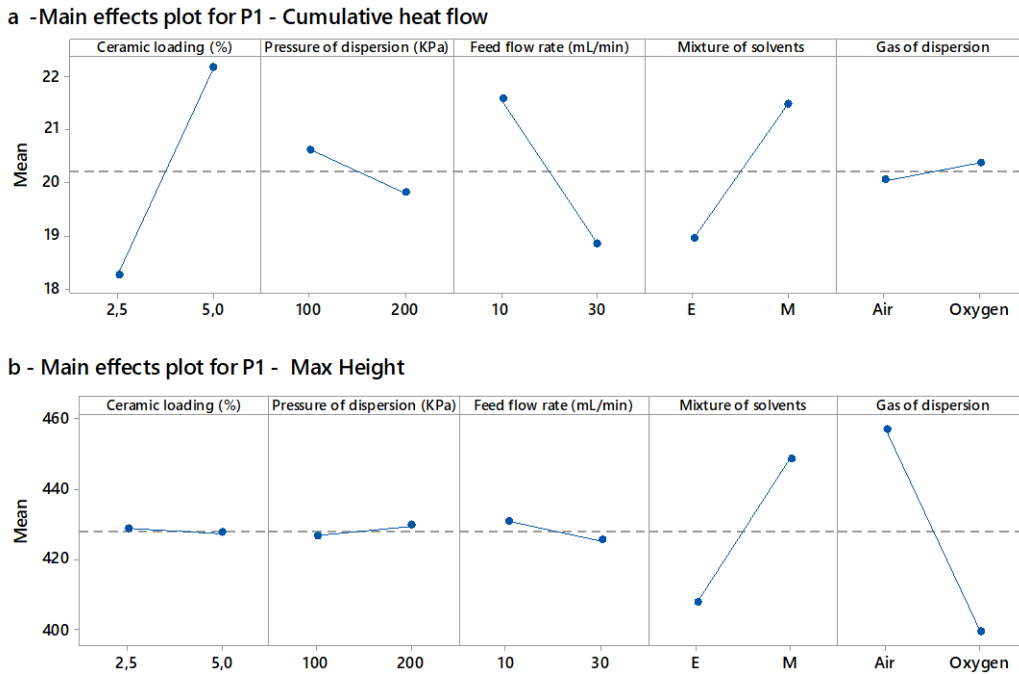 a -Main effects plot for P1 - Cumulative heat flow
Ceramic loading (%) Pressure of dispersion (KPa) Feed flow rate (mL/min) Mixture of solvents Gas of dispersion
Mean
22
21
20
19
18
2,5 5,0 100 200 10 30 E M Air Oxygen
b - Main effects plot for P1 - Max Height
Ceramic loading (%) Pressure of dispersion (KPa) Feed flow rate (mL/min) Mixture of solvents Gas of dispersion
Mean
460
440
420
400
2,5 5,0 100 200 10 30 E M Air Oxygen